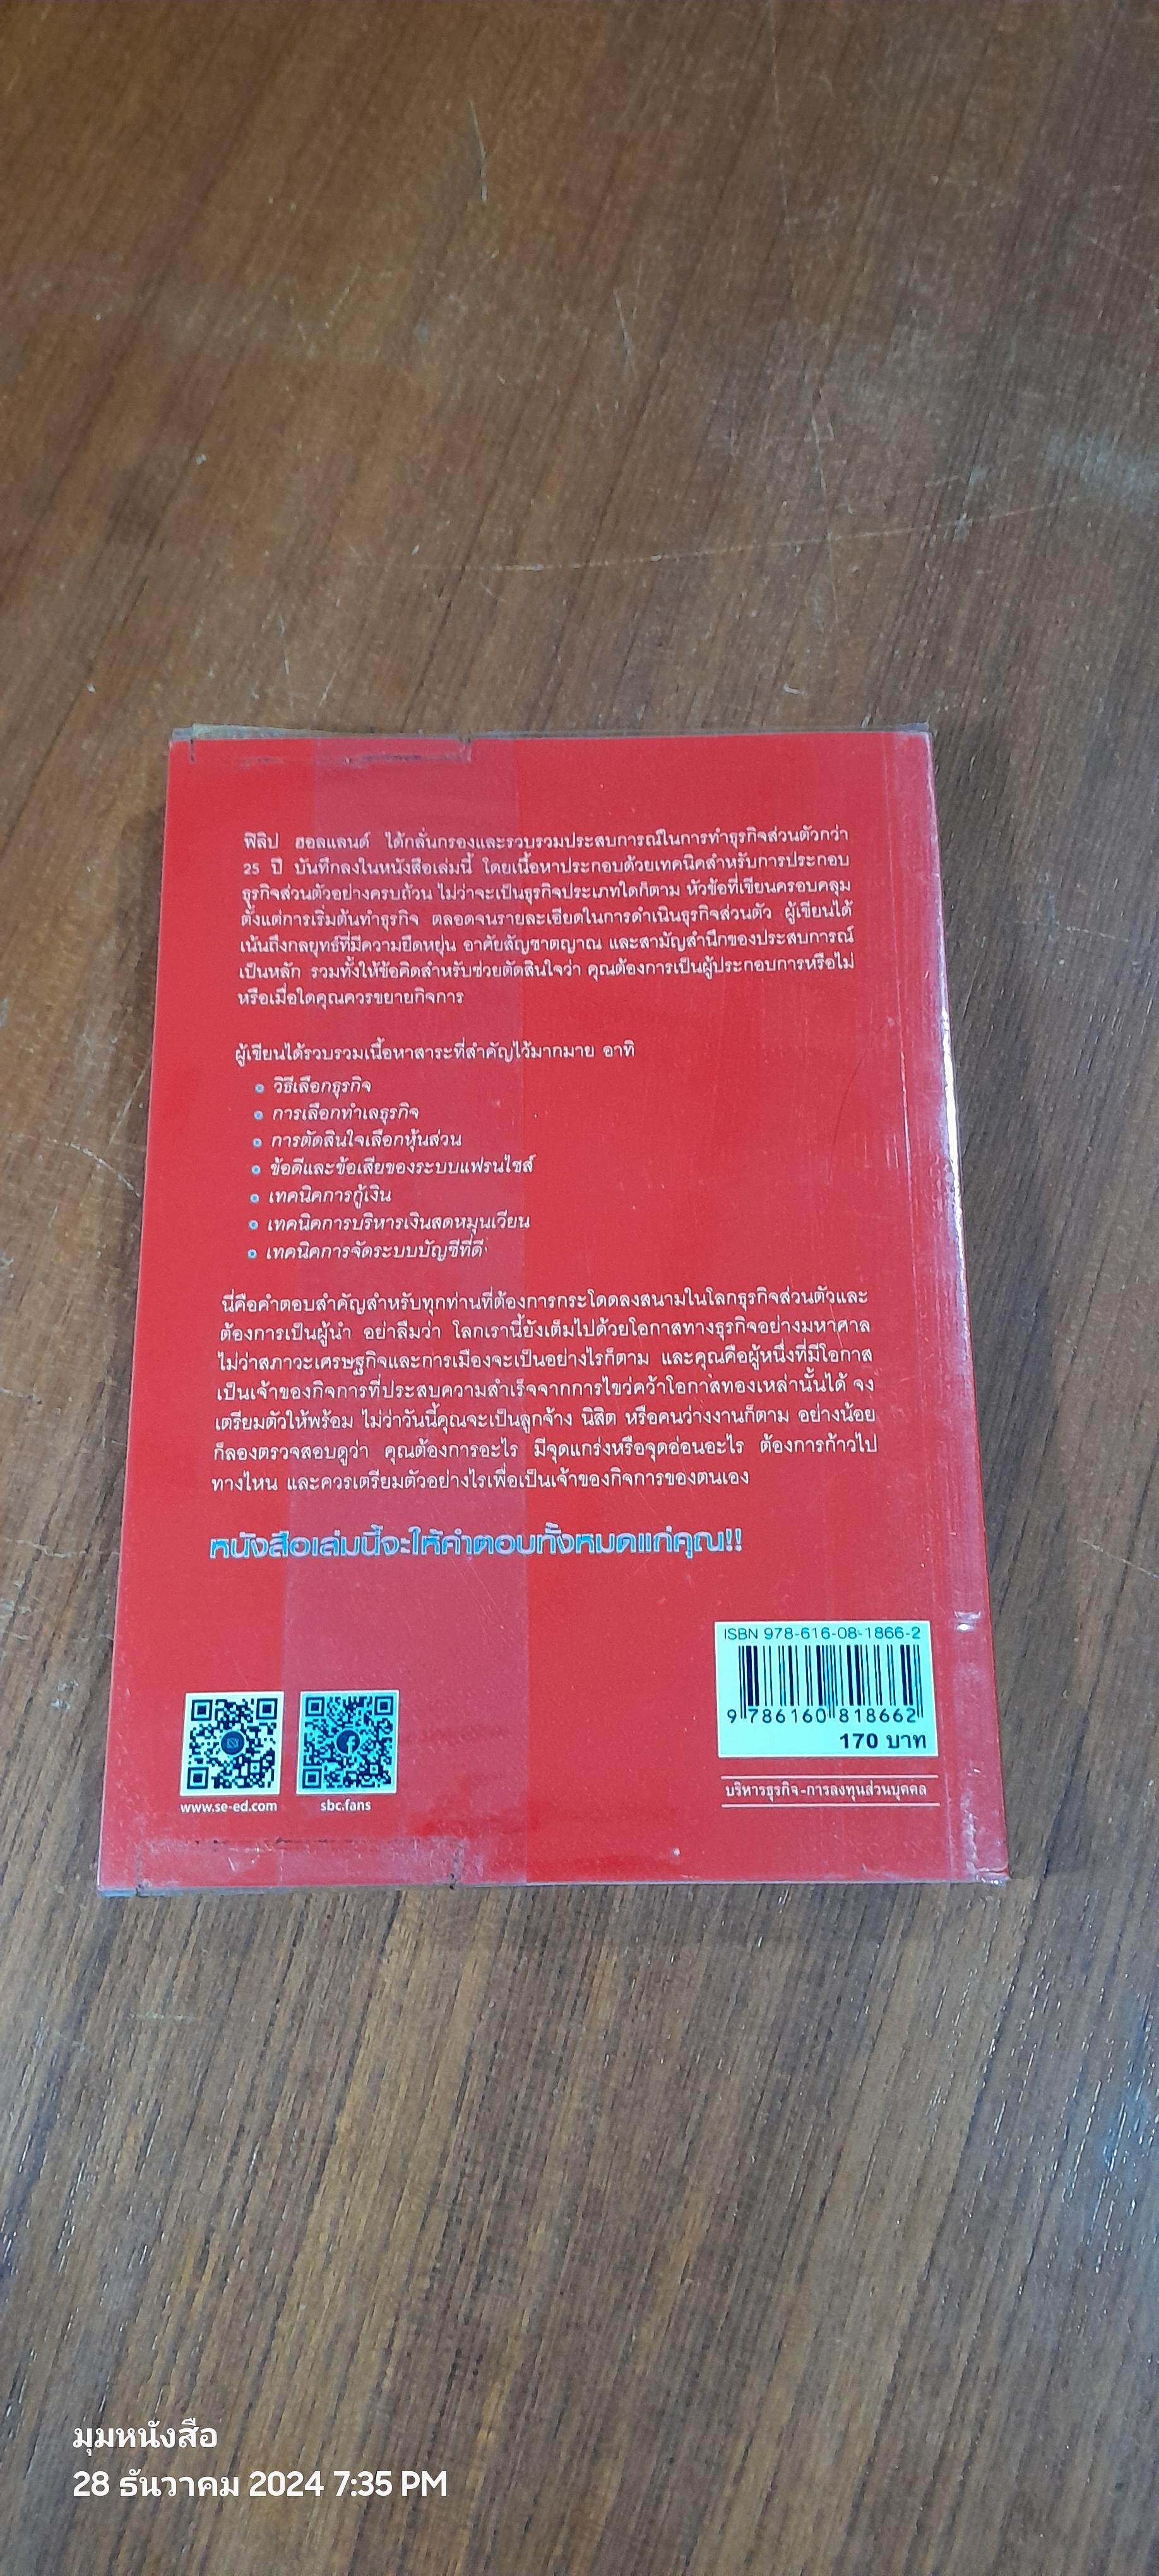 ฟิลิป ฮอลแลนด์ ได้กลั่นกรองและรวบรวมประสบการณ์ในการทำธุรกิจส่วนตัวกว่า
25 ปี บันทึกลงในหนังสือเล่มนี้ โดยเนื้อหาประกอบด้วยเทคนิคสำหรับการประกอบ
ธุรกิจส่วนตัวอย่างครบถ้วน ไม่ว่าจะเป็นธุรกิจประเภทใดก็ตาม หัวข้อที่เขียนครอบคลุม
ตั้งแต่การเริ่มต้นทำธุรกิจ ตลอดจนรายละเอียดในการดำเนินธุรกิจส่วนตัว ผู้เขียนได้
เน้นถึงกลยุทธ์ที่มีความยืดหยุ่น อาศัยสัญชาตญาณ และสามัญสำนึกของประสบการณ์
เป็นหลัก รวมทั้งให้ข้อคิดสำหรับช่วยตัดสินใจว่า คุณต้องการเป็นผู้ประกอบการหรือไม่
หรือเมื่อใดคุณควรขยายกิจการ
ผู้เขียนได้รวบรวมเนื้อหาสาระที่สำคัญไว้มากมาย อาทิ
วิธีเลือกธุรกิจ
การเลือกทำเลธุรกิจ
การตัดสินใจเลือกหุ้นส่วน
ข้อดีและข้อเสียของระบบแฟรนไชส์
เทคนิคการกู้เงิน
เทคนิคการบริหารเงินสดหมุนเวียน
เทคนิคการจัดระบบบัญชีที่ดี
นี่คือคำตอบสำคัญสำหรับทุกท่านที่ต้องการกระโดดลงสนามในโลกธุรกิจส่วนตัวและ
ต้องการเป็นผู้นำ อย่าลืมว่า โลกเรานี้ยังเต็มไปด้วยโอกาสทางธุรกิจอย่างมหาศาล
ไม่ว่าสภาวะเศรษฐกิจและการเมืองจะเป็นอย่างไรก็ตาม และคุณคือผู้หนึ่งที่มีโอกาส
เป็นเจ้าของกิจการที่ประสบความสำเร็จจากการไขว่คว้าโอกาสทองเหล่านั้นได้ จง
เตรียมตัวให้พร้อม ไม่ว่าวันนี้คุณจะเป็นลูกจ้าง นิสิต หรือคนว่างงานก็ตาม อย่างน้อย
ก็ลองตรวจสอบดูว่า คุณต้องการอะไร มีจุดแกร่งหรือจุดอ่อนอะไร ต้องการก้าวไป
ทางไหน และควรเตรียมตัวอย่างไรเพื่อเป็นเจ้าของกิจการของตนเอง
หนังสือเล่มนี้จะให้คำตอบทั้งหมดแก่คุณ!!
ISBN 978-616-08-1866-2
9 786160 818662
170 บาท
บริหารธุรกิจ-การลงทุนส่วนบุคคล
www.se-ed.com
sbc.fans
มุมหนังสือ
28 ธันวาคม 2024 7:35 PM